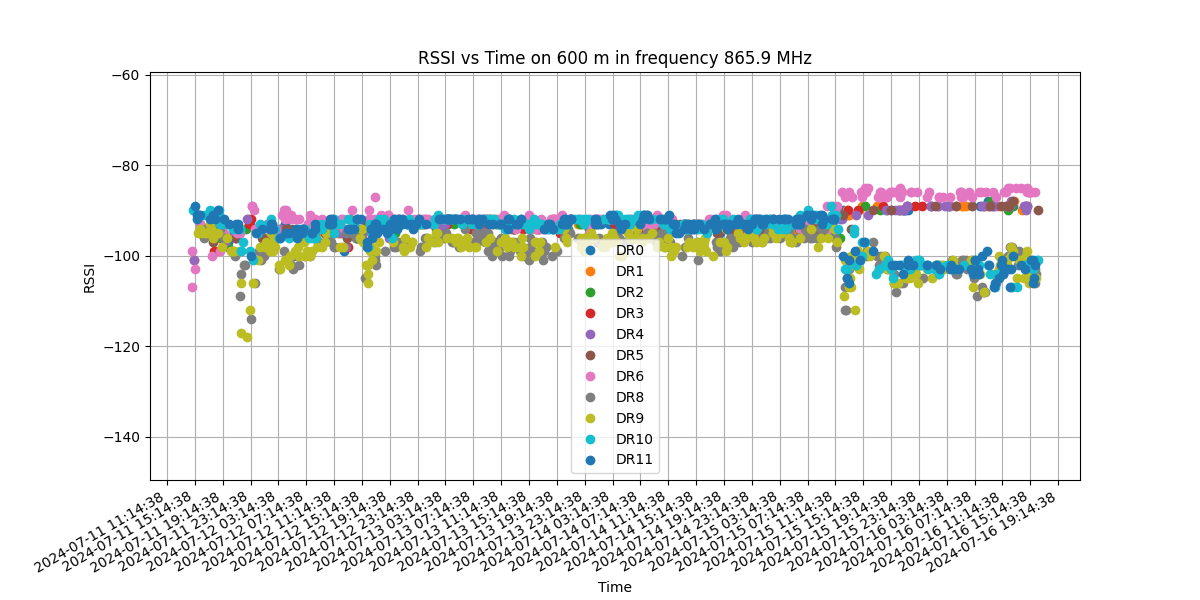 RSSI vs Time on 600 m in frequency 865.9 MHz
−60
−80
−100
−120
−140
RSSI
DR0
DR1
DR2
DR3
DR4
DR5
DR6
DR8
DR9
DR10
DR11
2024-07-11 11:14:38
2024-07-11 15:14:38
2024-07-11 19:14:38
2024-07-11 23:14:38
2024-07-12 03:14:38
2024-07-12 07:14:38
2024-07-12 11:14:38
2024-07-12 15:14:38
2024-07-12 19:14:38
2024-07-12 23:14:38
2024-07-13 03:14:38
2024-07-13 07:14:38
2024-07-13 11:14:38
2024-07-13 15:14:38
2024-07-13 19:14:38
2024-07-13 23:14:38
2024-07-14 03:14:38
2024-07-14 07:14:38
2024-07-14 11:14:38
2024-07-14 15:14:38
2024-07-14 19:14:38
2024-07-14 23:14:38
2024-07-15 03:14:38
2024-07-15 07:14:38
2024-07-15 11:14:38
2024-07-15 15:14:38
2024-07-15 19:14:38
2024-07-15 23:14:38
2024-07-16 03:14:38
2024-07-16 07:14:38
2024-07-16 11:14:38
2024-07-16 15:14:38
2024-07-16 19:14:38
Time